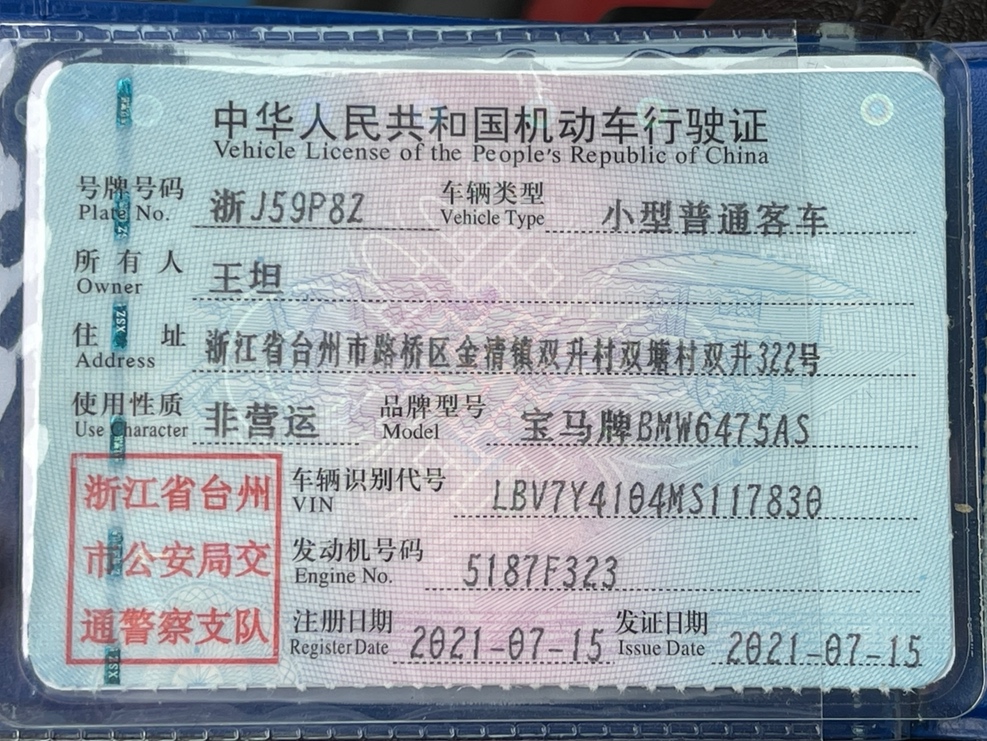 中华人民共和国机动车行驶证
Vehicle License of the People's Republic of China
号牌号码 浙J59P8Z 车辆类型 小型普通客车
Plate No. Vehicle Type
所有人 王坦
Owner
住址 浙江省台州市路桥区金清镇双升村双塘村双升322号
Address
使用性质 非营运 品牌型号 宝马牌BMW6475AS
Use Character Model
浙江省台州
市公安局交
通警察支队
车辆识别代号 LBV7Y4104MS117830
VIN
发动机号码 5187F323
Engine No.
注册日期 2021-07-15 发证日期 2021-07-15
Register Date Issue Date